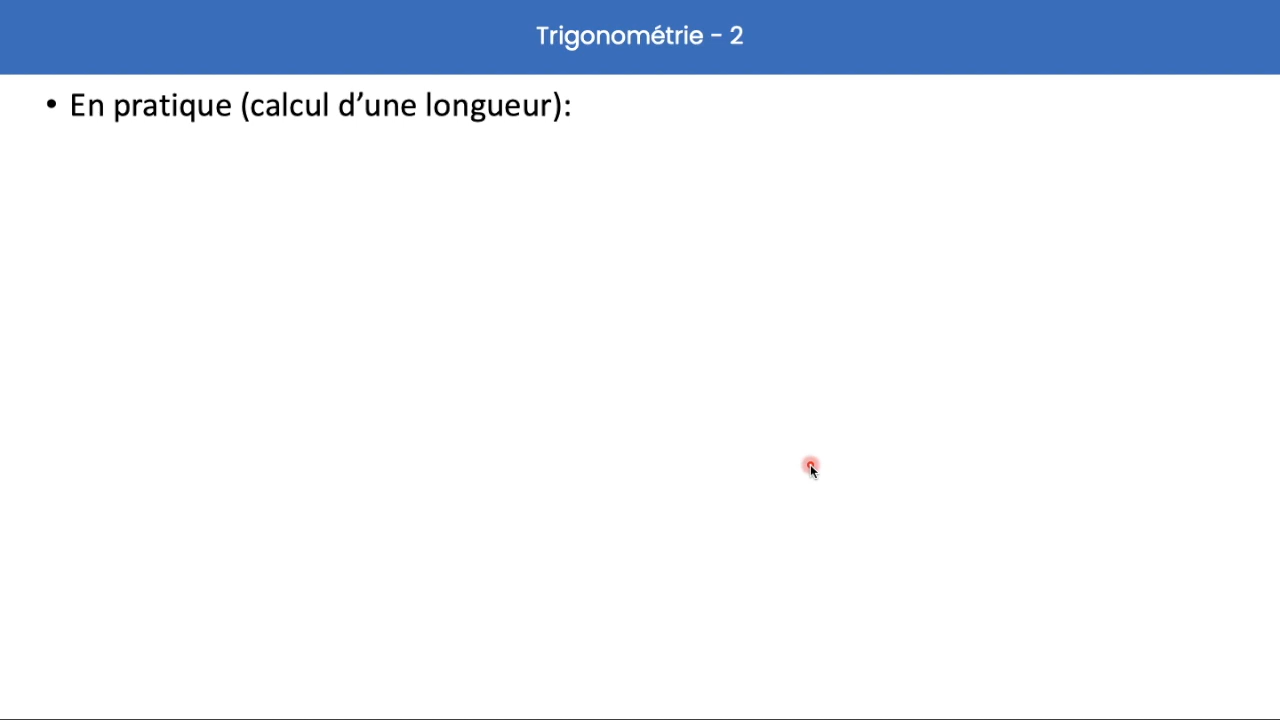 Trigonométrie - 2
• En pratique (calcul d’une longueur):